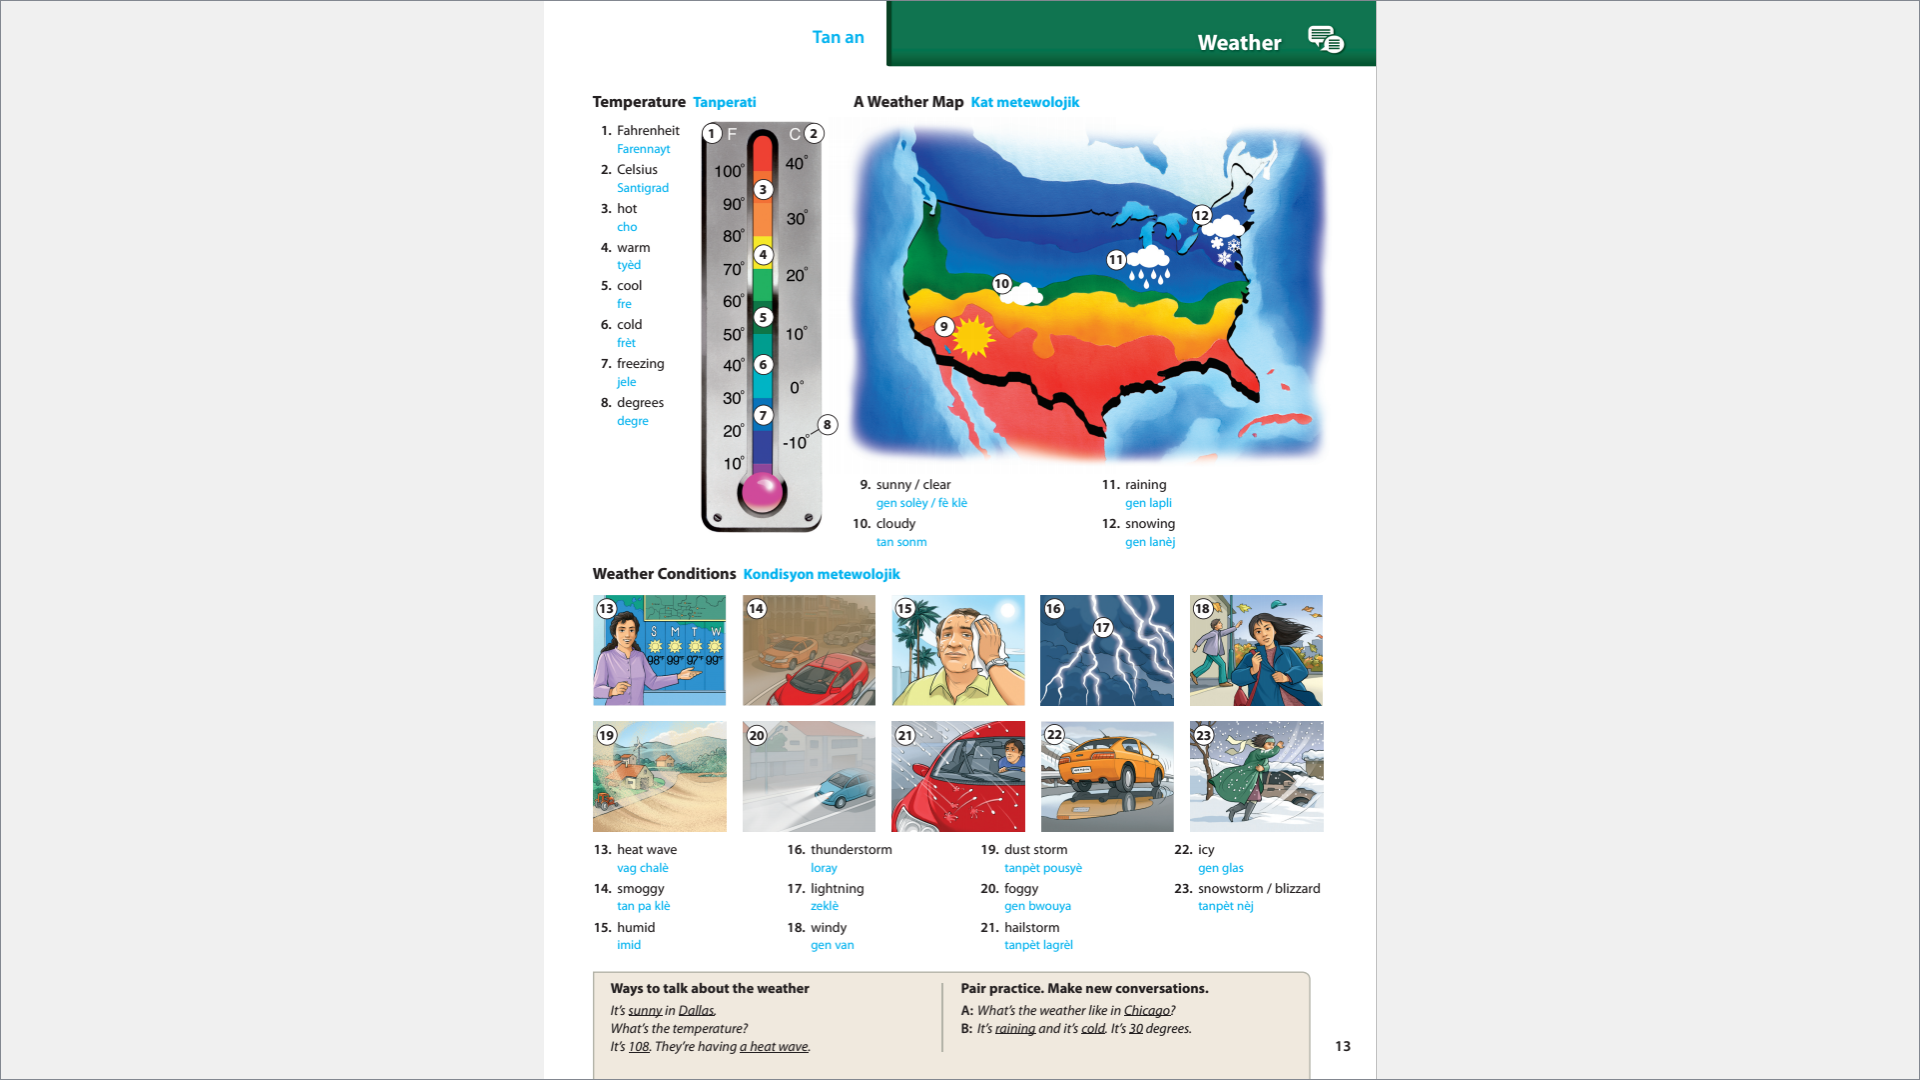 Tan an
Weather
Temperature Tanperati
1. Fahrenheit
Farennayt
2. Celsius
Santigrad
3. hot
cho
4. warm
tyèd
5. cool
fre
6. cold
frèt
7. freezing
jele
8. degrees
degre
1 F C 2
100° 40°
3
90° 30°
80°
4
70° 20°
60°
5
50° 10°
40° 6
30° 0°
7
20° -10° 8
10°
A Weather Map Kat metewolojik
12
11
10
9
9. sunny / clear
gen solèy / fè klè
10. cloudy
tan sonm
11. raining
gen lapli
12. snowing
gen lanèj
Weather Conditions Kondisyon metewolojik
13
S M T W
98° 99° 97° 99°
14
15
16
17
18
19
20
21
22
23
13. heat wave
vag chalè
14. smoggy
tan pa klè
15. humid
imid
16. thunderstorm
loray
17. lightning
zeklè
18. windy
gen van
19. dust storm
tanpèt pousyè
20. foggy
gen bwouya
21. hailstorm
tanpèt lagrèl
22. icy
gen glas
23. snowstorm / blizzard
tanpèt nèj
Ways to talk about the weather
It's sunny in Dallas.
What's the temperature?
It's 108. They're having a heat wave.
Pair practice. Make new conversations.
A: What's the weather like in Chicago?
B: It's raining and it's cold. It's 30 degrees.
13